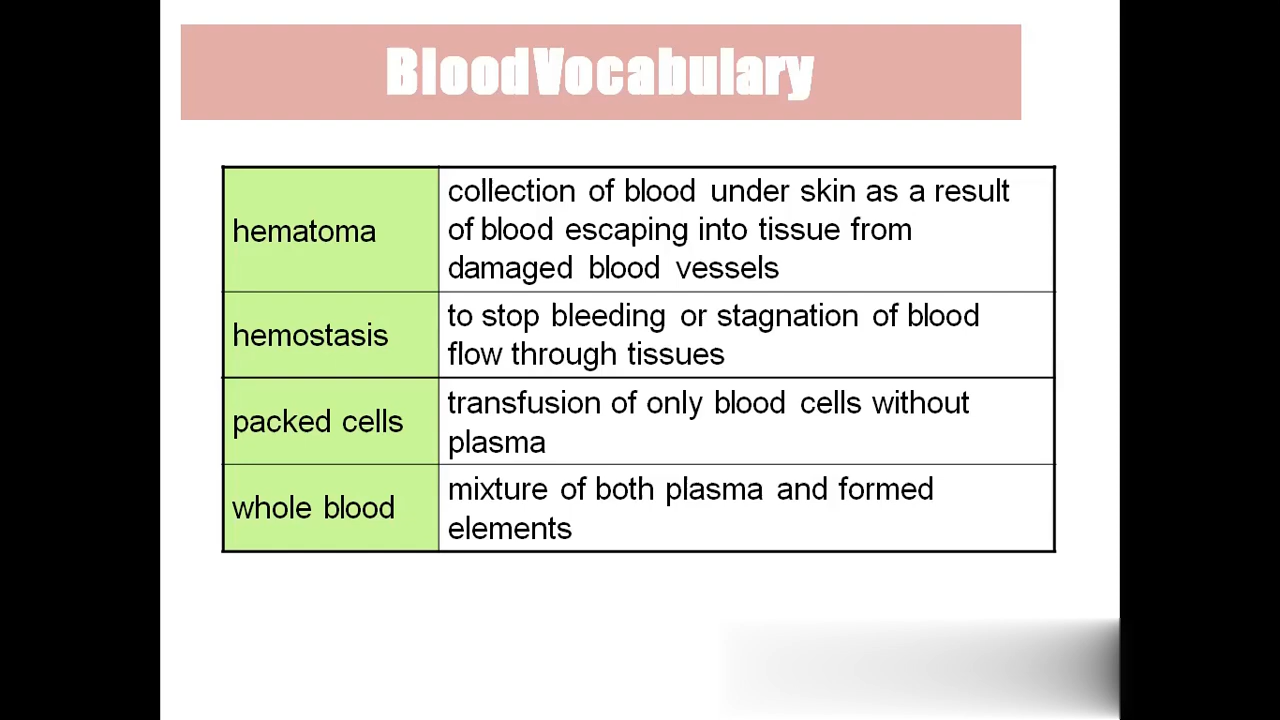 Blood Vocabulary
hematoma
collection of blood under skin as a result
of blood escaping into tissue from
damaged blood vessels
hemostasis
to stop bleeding or stagnation of blood
flow through tissues
packed cells
transfusion of only blood cells without
plasma
whole blood
mixture of both plasma and formed
elements